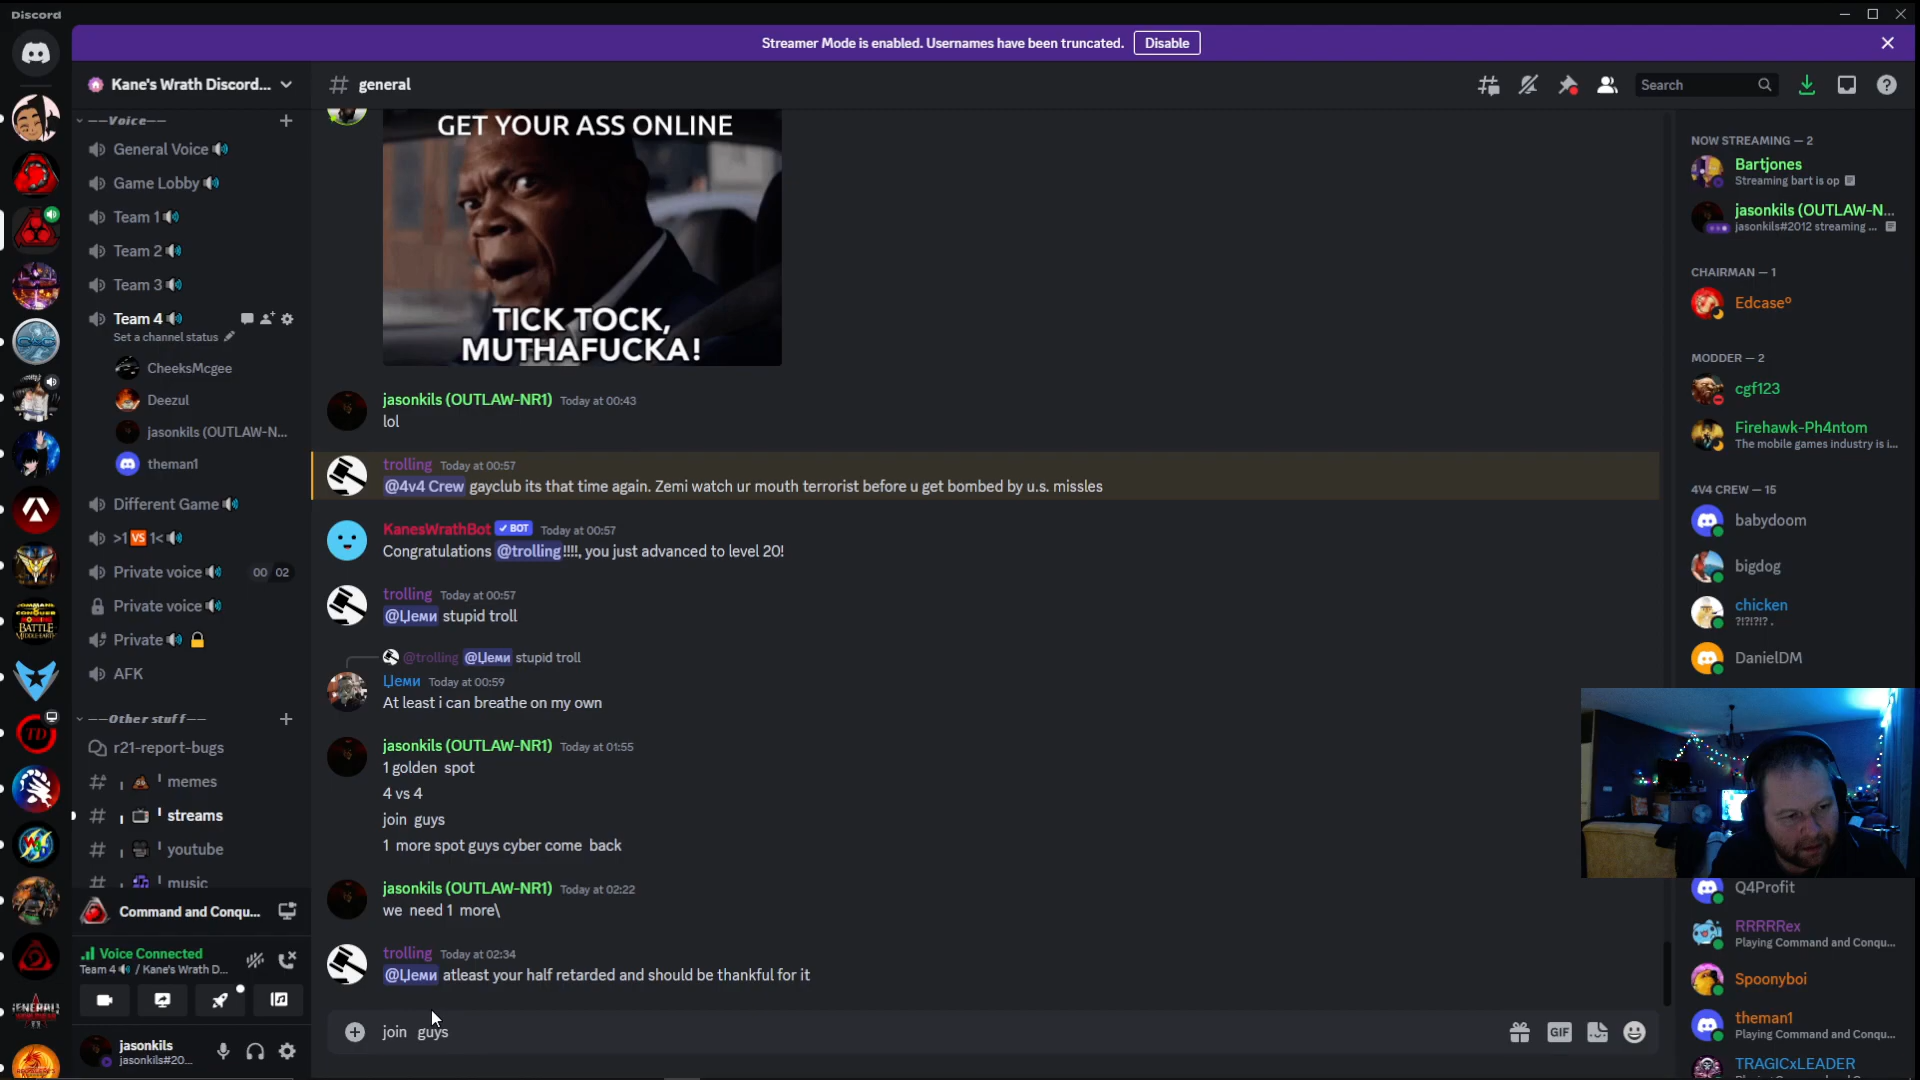 Discord
Streamer Mode is enabled. Usernames have been truncated.
Disable
Kane's Wrath Discord...
general
Search
Voice
General Voice
Game Lobby
Team 1
Team 2
Team 3
Team 4
Set a channel status
CheeksMcgee
Deezul
jasonkils (OUTLAW-N...
theman1
Different Game
>1 VS 1<
Private voice
00 02
Private voice
Private
AFK
Other stuff
r21-report-bugs
memes
streams
youtube
music
Command and Conqu...
Voice Connected
Team 4 / Kane's Wrath D...
jasonkils
jasonkils#20...
GET YOUR ASS ONLINE
TICK TOCK,
MUTHAFUCKA!
jasonkils (OUTLAW-NR1) Today at 00:43
lol
trolling Today at 00:57
@4v4 Crew gayclub its that time again. Zemi watch ur mouth terrorist before u get bombed by u.s. missles
KanesWrathBot BOT Today at 00:57
Congratulations @trolling!!!!, you just advanced to level 20!
trolling Today at 00:57
@Џеми stupid troll
@trolling @Џеми stupid troll
Џеми Today at 00:59
At least i can breathe on my own
jasonkils (OUTLAW-NR1) Today at 01:55
1 golden spot
4 vs 4
join guys
1 more spot guys cyber come back
jasonkils (OUTLAW-NR1) Today at 02:22
we need 1 more\
trolling Today at 02:34
@Џеми atleast your half retarded and should be thankful for it
join guys
GIF
NOW STREAMING — 2
Bartjones
Streaming bart is op
jasonkils (OUTLAW-N...
jasonkils#2012 streaming ...
CHAIRMAN — 1
Edcaseº
MODDER — 2
cgf123
Firehawk-Ph4ntom
The mobile games industry is i...
4V4 CREW — 15
babydoom
bigdog
chicken
?!?!?!? .
DanielDM
Q4Profit
RRRRRex
Playing Command and Conqu...
Spoonyboi
theman1
Playing Command and Conqu...
TRAGICxLEADER